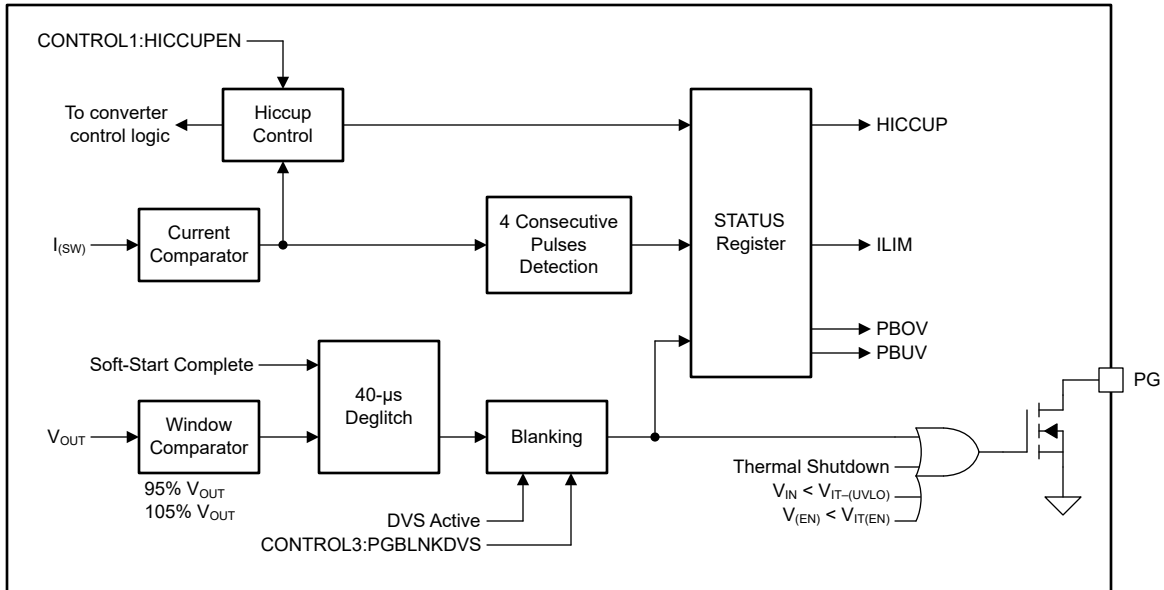 CONTROL1:HICCUPEN
To converter
control logic
Hiccup
Control
HICCUP
I(SW)
Current
Comparator
4 Consecutive
Pulses
Detection
STATUS
Register
ILIM
PBOV
PBUV
Soft-Start Complete
40-µs
Deglitch
PG
VOUT
Window
Comparator
Blanking
95% VOUT
105% VOUT
Thermal Shutdown
VIN < VIT–(UVLO)
V(EN) < VIT(EN)
DVS Active
CONTROL3:PGBLNKDVS